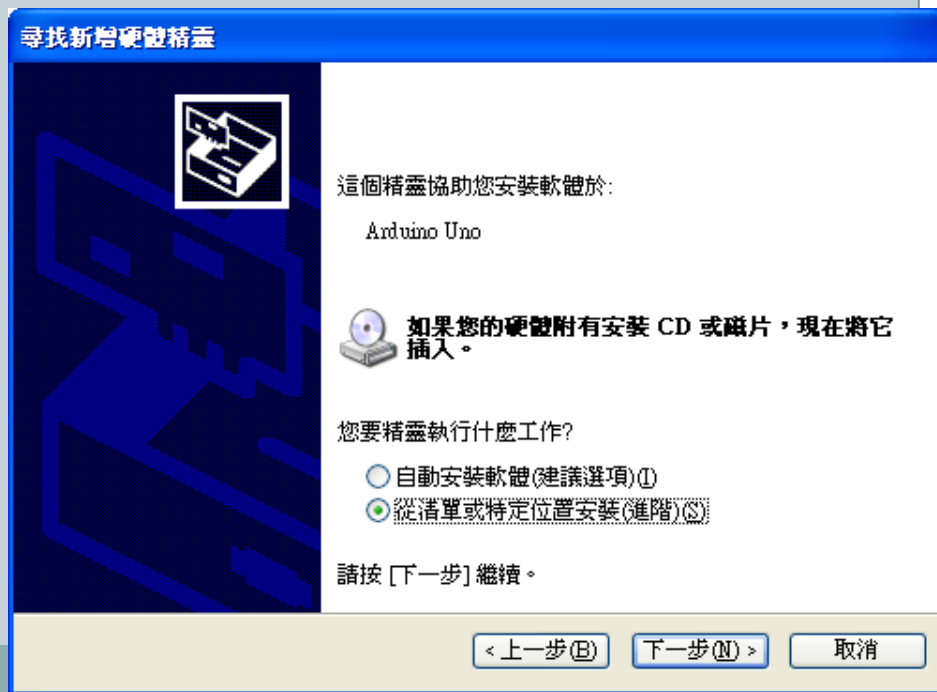 尋找新增硬體精靈
這個精靈協助您安裝軟體於:
Arduino Uno
如果您的硬體附有安裝 CD 或磁片，現在將它
插入。
您要精靈執行什麼工作?
自動安裝軟體(建議選項)(I)
從清單或特定位置安裝(進階)(S)
請按 [下一步] 繼續。
< 上一步(B) 下一步(N) > 取消